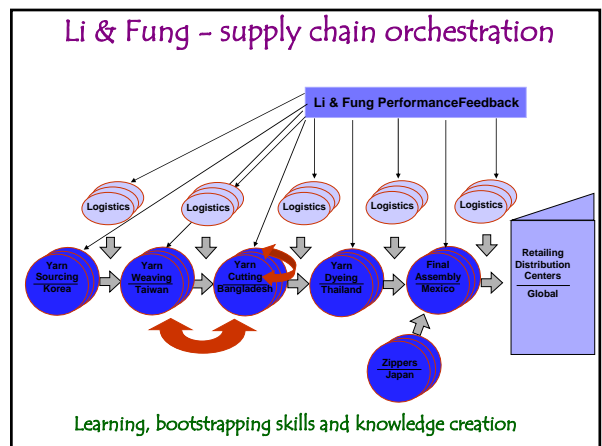 Li & Fung - supply chain orchestration
Li & Fung PerformanceFeedback
Logistics
Logistics
Logistics
Logistics
Logistics
Yarn
Sourcing
Korea
Yarn
Weaving
Taiwan
Yarn
Cutting
Bangladesh
Yarn
Dyeing
Thailand
Final
Assembly
Mexico
Retailing
Distribution
Centers
Global
Zippers
Japan
Learning, bootstrapping skills and knowledge creation